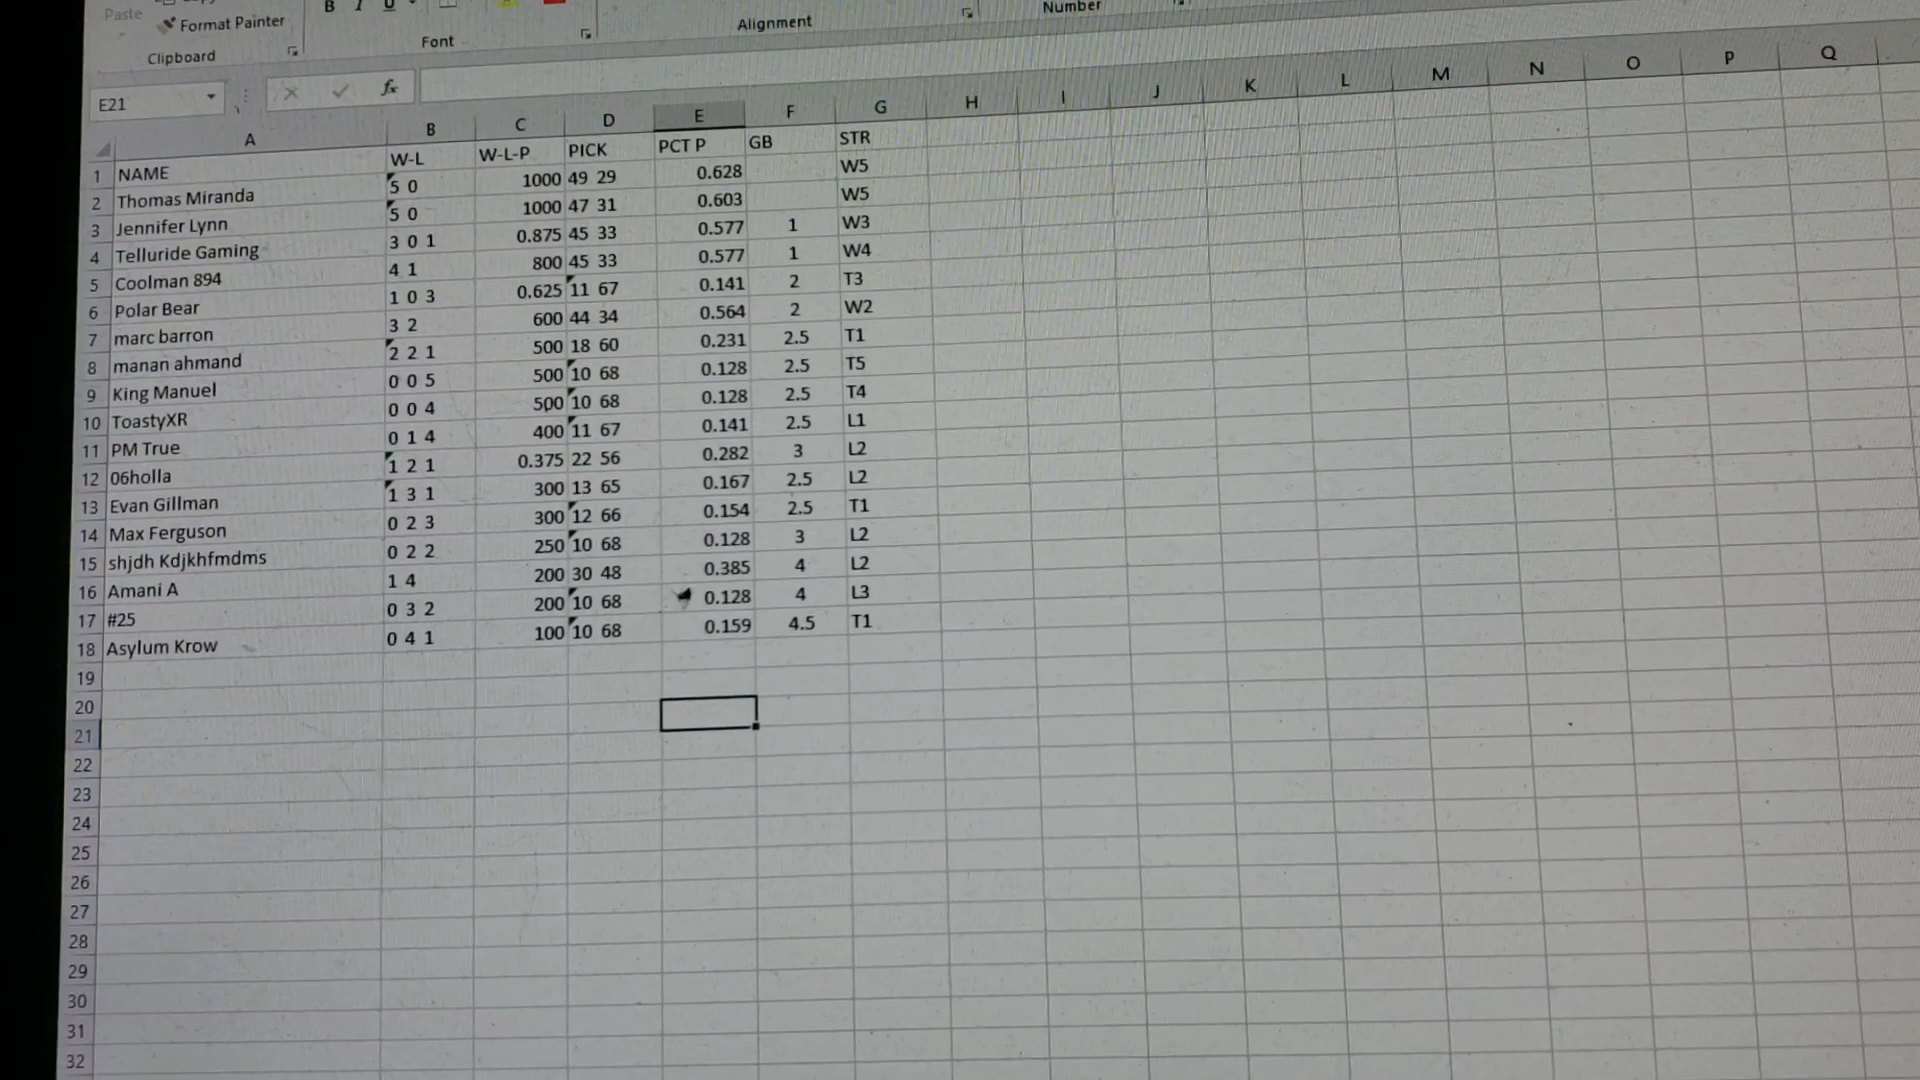 Paste
Format Painter
B I U
Clipboard Font Alignment Number
E21 fx
A B C D E F G H I J K L M N O P Q
1 NAME W-L W-L-P PICK PCT P GB STR
2 Thomas Miranda 5 0 1000 49 29 0.628 W5
3 Jennifer Lynn 5 0 1000 47 31 0.603 W5
4 Telluride Gaming 3 0 1 0.875 45 33 0.577 1 W3
5 Coolman 894 4 1 800 45 33 0.577 1 W4
6 Polar Bear 1 0 3 0.625 11 67 0.141 2 T3
7 marc barron 3 2 600 44 34 0.564 2 W2
8 manan ahmand 2 2 1 500 18 60 0.231 2.5 T1
9 King Manuel 0 0 5 500 10 68 0.128 2.5 T5
10 ToastyXR 0 0 4 500 10 68 0.128 2.5 T4
11 PM True 0 1 4 400 11 67 0.141 2.5 L1
12 06holla 1 2 1 0.375 22 56 0.282 3 L2
13 Evan Gillman 1 3 1 300 13 65 0.167 2.5 L2
14 Max Ferguson 0 2 3 300 12 66 0.154 2.5 T1
15 shjdh Kdjkhfmdms 0 2 2 250 10 68 0.128 3 L2
16 Amani A 1 4 200 30 48 0.385 4 L2
17 #25 0 3 2 200 10 68 0.128 4 L3
18 Asylum Krow 0 4 1 100 10 68 0.159 4.5 T1
19
20
21
22
23
24
25
26
27
28
29
30
31
32